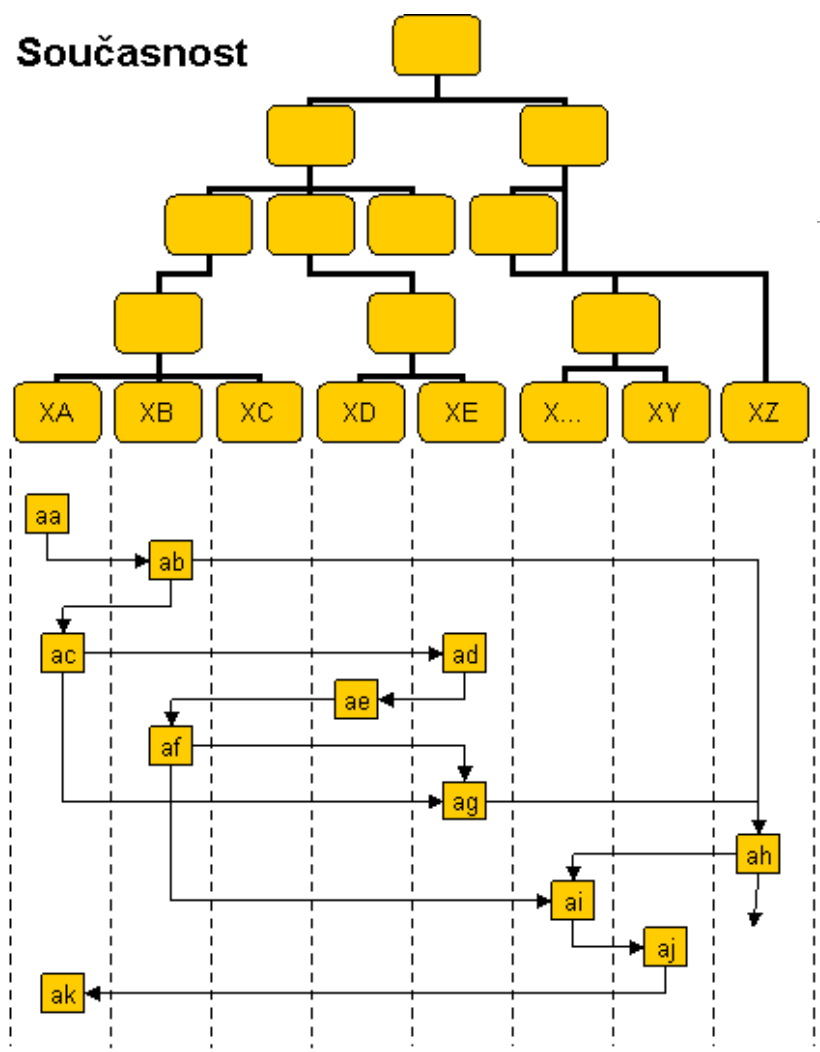 Současnost
XA XB XC XD XE X... XY XZ
aa
ab
ac ad
ae
af
ag
ah
ai
aj
ak